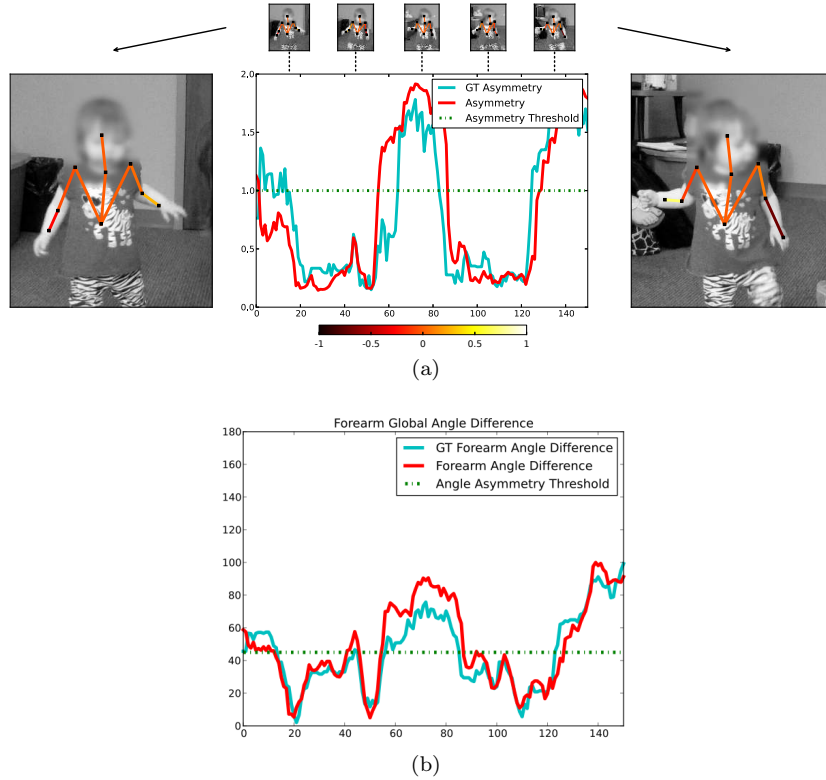 2,0
1,5
1,0
0,5
0,0
GT Asymmetry
Asymmetry
Asymmetry Threshold
0 20 40 60 80 100 120 140
-1 -0.5 0 0.5 1
(a)
Forearm Global Angle Difference
180
160
140
120
100
80
60
40
20
0
GT Forearm Angle Difference
Forearm Angle Difference
Angle Asymmetry Threshold
0 20 40 60 80 100 120 140
(b)